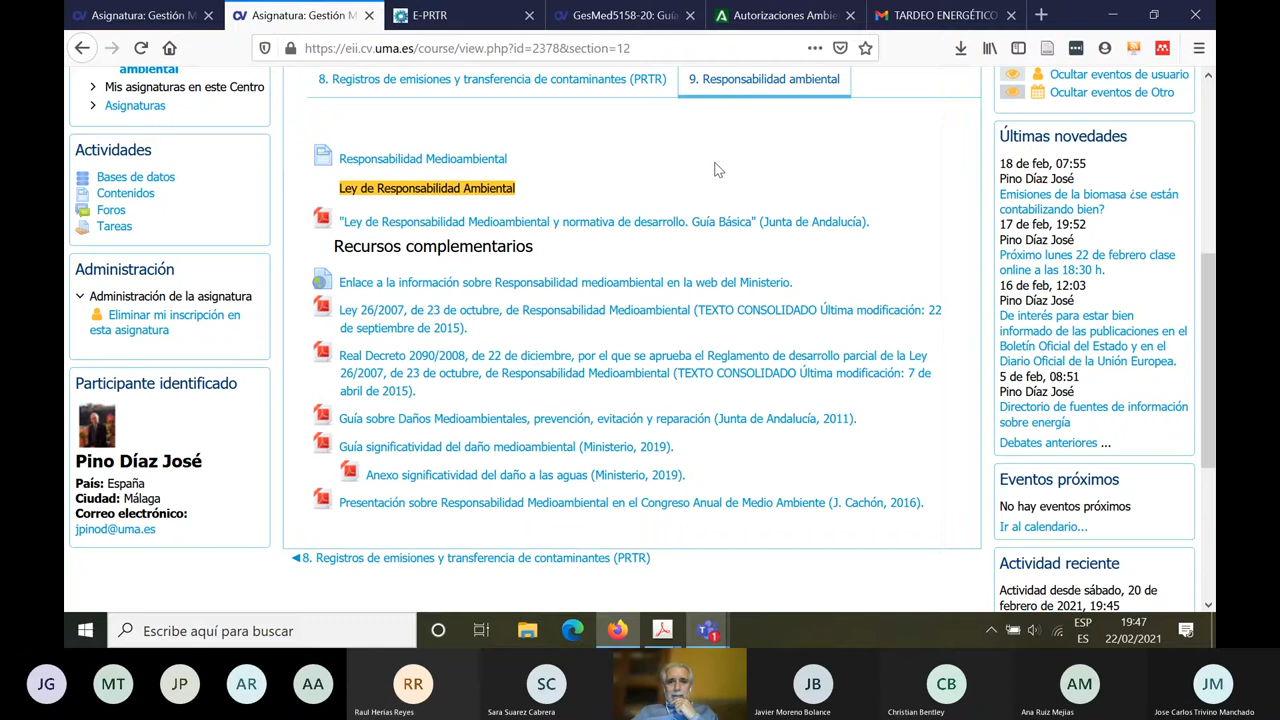 Asignatura: Gestión M
Asignatura: Gestión M
E-PRTR
GesMed5158-20: Guía
Autorizaciones Ambie
TARDEO ENERGÉTICO
https://eii.cv.uma.es/course/view.php?id=2378&section=12
ambiental
Mis asignaturas en este Centro
Asignaturas
Actividades
Bases de datos
Contenidos
Foros
Tareas
Administración
Administración de la asignatura
Eliminar mi inscripción en
esta asignatura
Participante identificado
Pino Díaz José
País: España
Ciudad: Málaga
Correo electrónico:
jpinod@uma.es
8. Registros de emisiones y transferencia de contaminantes (PRTR)
9. Responsabilidad ambiental
Responsabilidad Medioambiental
Ley de Responsabilidad Ambiental
"Ley de Responsabilidad Medioambiental y normativa de desarrollo. Guía Básica" (Junta de Andalucía).
Recursos complementarios
Enlace a la información sobre Responsabilidad medioambiental en la web del Ministerio.
Ley 26/2007, de 23 de octubre, de Responsabilidad Medioambiental (TEXTO CONSOLIDADO Última modificación: 22
de septiembre de 2015).
Real Decreto 2090/2008, de 22 de diciembre, por el que se aprueba el Reglamento de desarrollo parcial de la Ley
26/2007, de 23 de octubre, de Responsabilidad Medioambiental (TEXTO CONSOLIDADO Última modificación: 7 de
abril de 2015).
Guía sobre Daños Medioambientales, prevención, evitación y reparación (Junta de Andalucía, 2011).
Guía significatividad del daño medioambiental (Ministerio, 2019).
Anexo significatividad del daño a las aguas (Ministerio, 2019).
Presentación sobre Responsabilidad Medioambiental en el Congreso Anual de Medio Ambiente (J. Cachón, 2016).
◄8. Registros de emisiones y transferencia de contaminantes (PRTR)
Ocultar eventos de usuario
Ocultar eventos de Otro
Últimas novedades
18 de feb, 07:55
Pino Díaz José
Emisiones de la biomasa ¿se están
contabilizando bien?
17 de feb, 19:52
Pino Díaz José
Próximo lunes 22 de febrero clase
online a las 18:30 h.
16 de feb, 12:03
Pino Díaz José
De interés para estar bien
informado de las publicaciones en el
Boletín Oficial del Estado y en el
Diario Oficial de la Unión Europea.
5 de feb, 08:51
Pino Díaz José
Directorio de fuentes de información
sobre energía
Debates anteriores ...
Eventos próximos
No hay eventos próximos
Ir al calendario...
Actividad reciente
Actividad desde sábado, 20 de
febrero de 2021, 19:45
Escribe aquí para buscar
ESP
ES
19:47
22/02/2021
JG
MT
JP
AR
AA
RR
Raul Herias Reyes
SC
Sara Suarez Cabrera
JB
Javier Moreno Bolance
CB
Christian Bentley
AM
Ana Ruiz Mejias
JM
Jose Carlos Trivino Manchado